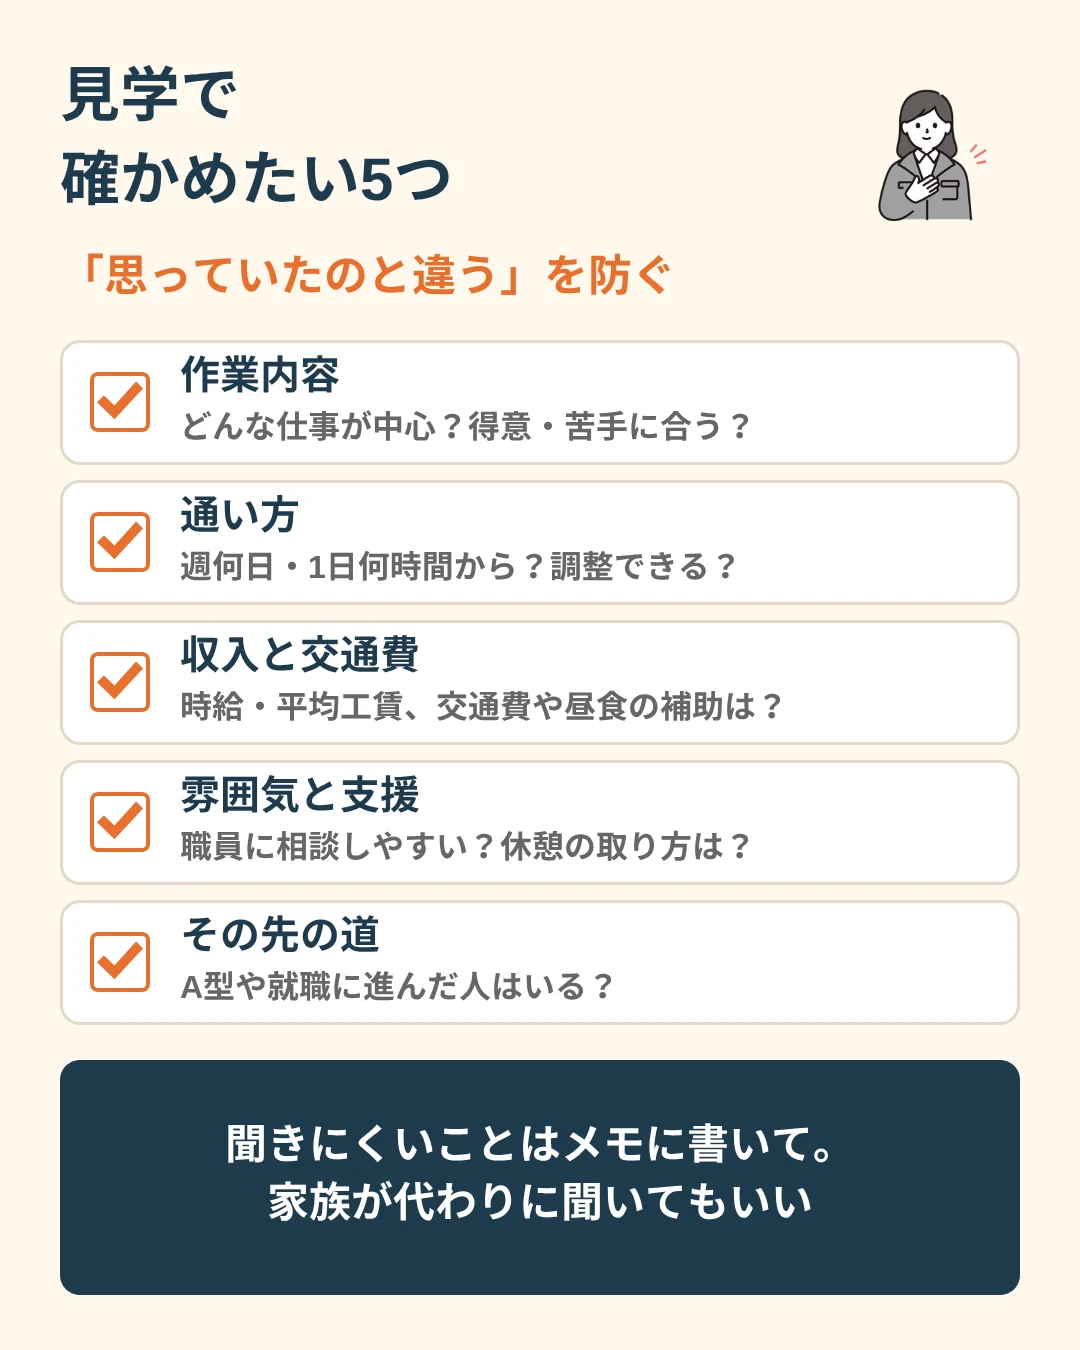 見学で
確かめたい5つ
「思っていたのと違う」を防ぐ
作業内容
どんな仕事が中心？得意・苦手に合う？
通い方
週何日・1日何時間から？調整できる？
収入と交通費
時給・平均工賃、交通費や昼食の補助は？
雰囲気と支援
職員に相談しやすい？休憩の取り方は？
その先の道
A型や就職に進んだ人はいる？
聞きにくいことはメモに書いて。
家族が代わりに聞いてもいい